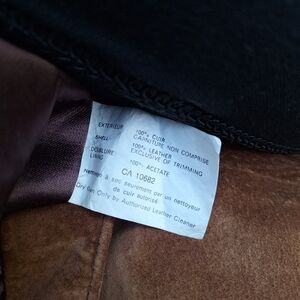 EXTERIEUR 100% CUIR
GARNITURE NON COMPRISE
SHELL 100% LEATHER
EXCLUSIVE OF TRIMMING
DOUBLURE
LINING 100% ACETATE
CA 10682
Nettoyer à sec seulement par un nettoyeur
de cuir autorisé
Dry Clean Only by Authorized Leather Cleaner